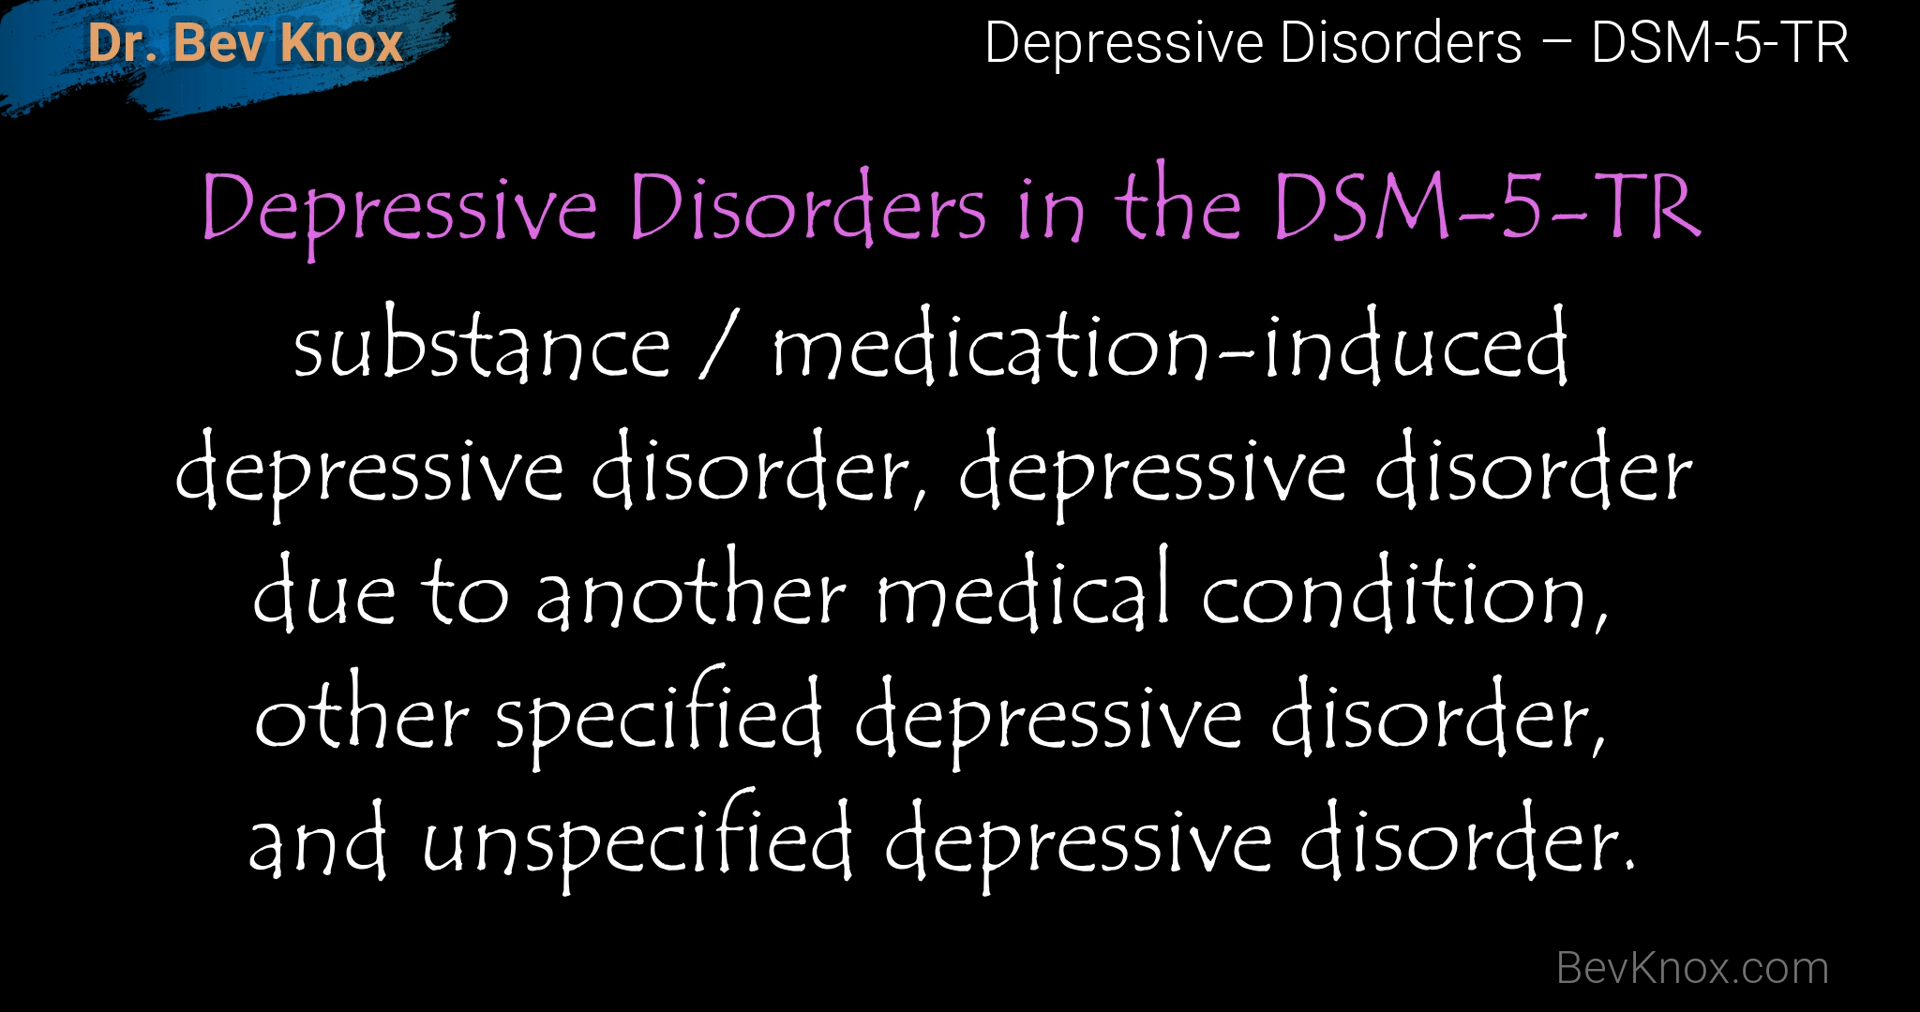 Dr. Bev Knox
Depressive Disorders – DSM-5-TR
Depressive Disorders in the DSM-5-TR
substance / medication-induced
depressive disorder, depressive disorder
due to another medical condition,
other specified depressive disorder,
and unspecified depressive disorder.
BevKnox.com